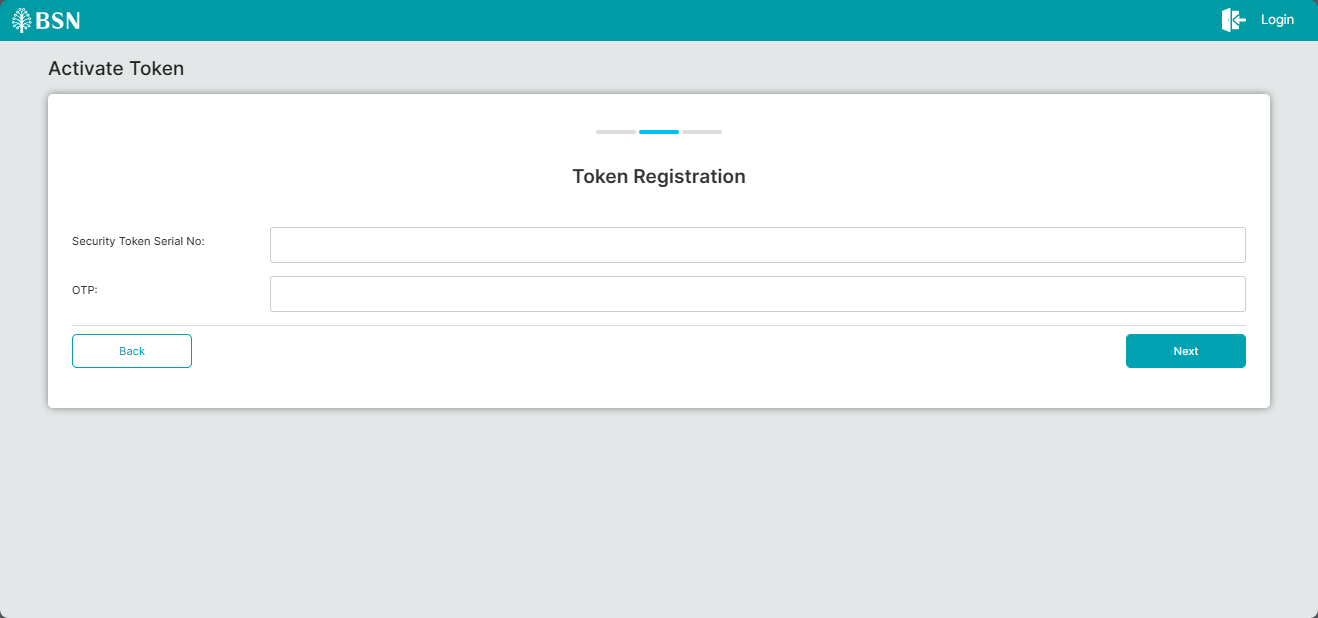 BSN
Login
Activate Token
Token Registration
Security Token Serial No:
OTP:
Back
Next